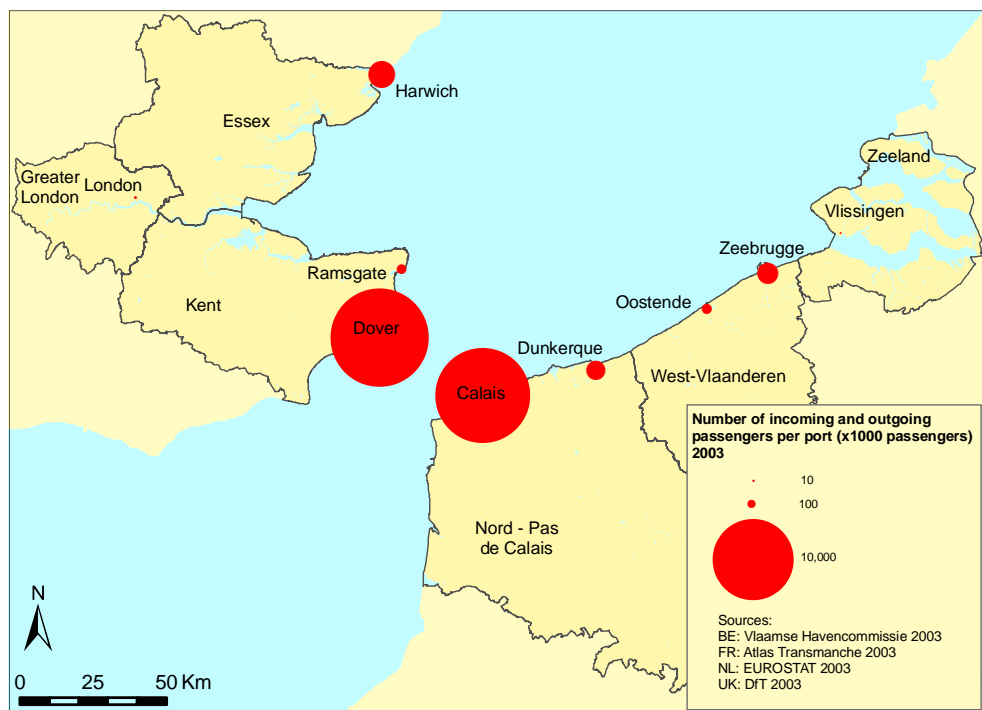 Harwich
Essex
Zeeland
Greater
London
London
Vlissingen
Zeebrugge
Ramsgate
Kent
Oostende
Dover
Dunkerque
West-Vlaanderen
Calais
Number of incoming and outgoing
passengers per port (x1000 passengers)
2003
10
100
10,000
Nord - Pas
de Calais
N
Sources:
BE: Vlaamse Havencommissie 2003
FR: Atlas Transmanche 2003
NL: EUROSTAT 2003
UK: DfT 2003
0 25 50 Km